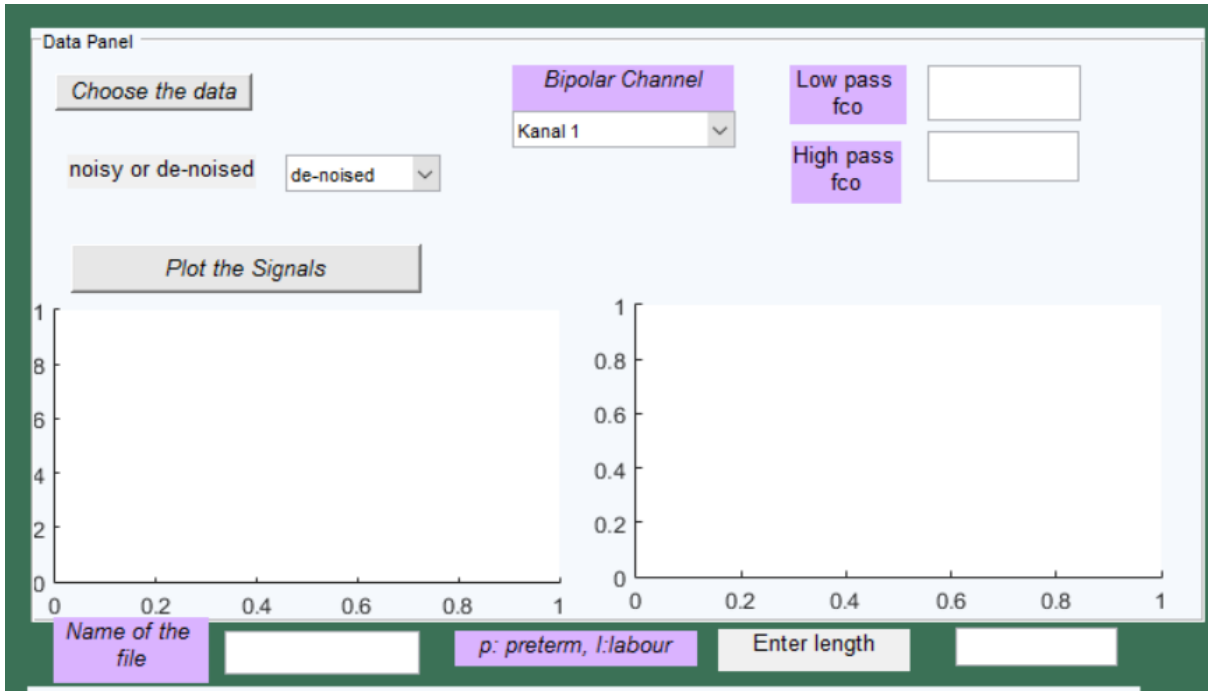 Data Panel
Choose the data
Bipolar Channel
Low pass
fco
Kanal 1
High pass
fco
noisy or de-noised
de-noised
Plot the Signals
1
8
6
4
2
0
0 0.2 0.4 0.6 0.8 1
1
0.8
0.6
0.4
0.2
0
0 0.2 0.4 0.6 0.8 1
Name of the
file
p: preterm, l:labour
Enter length